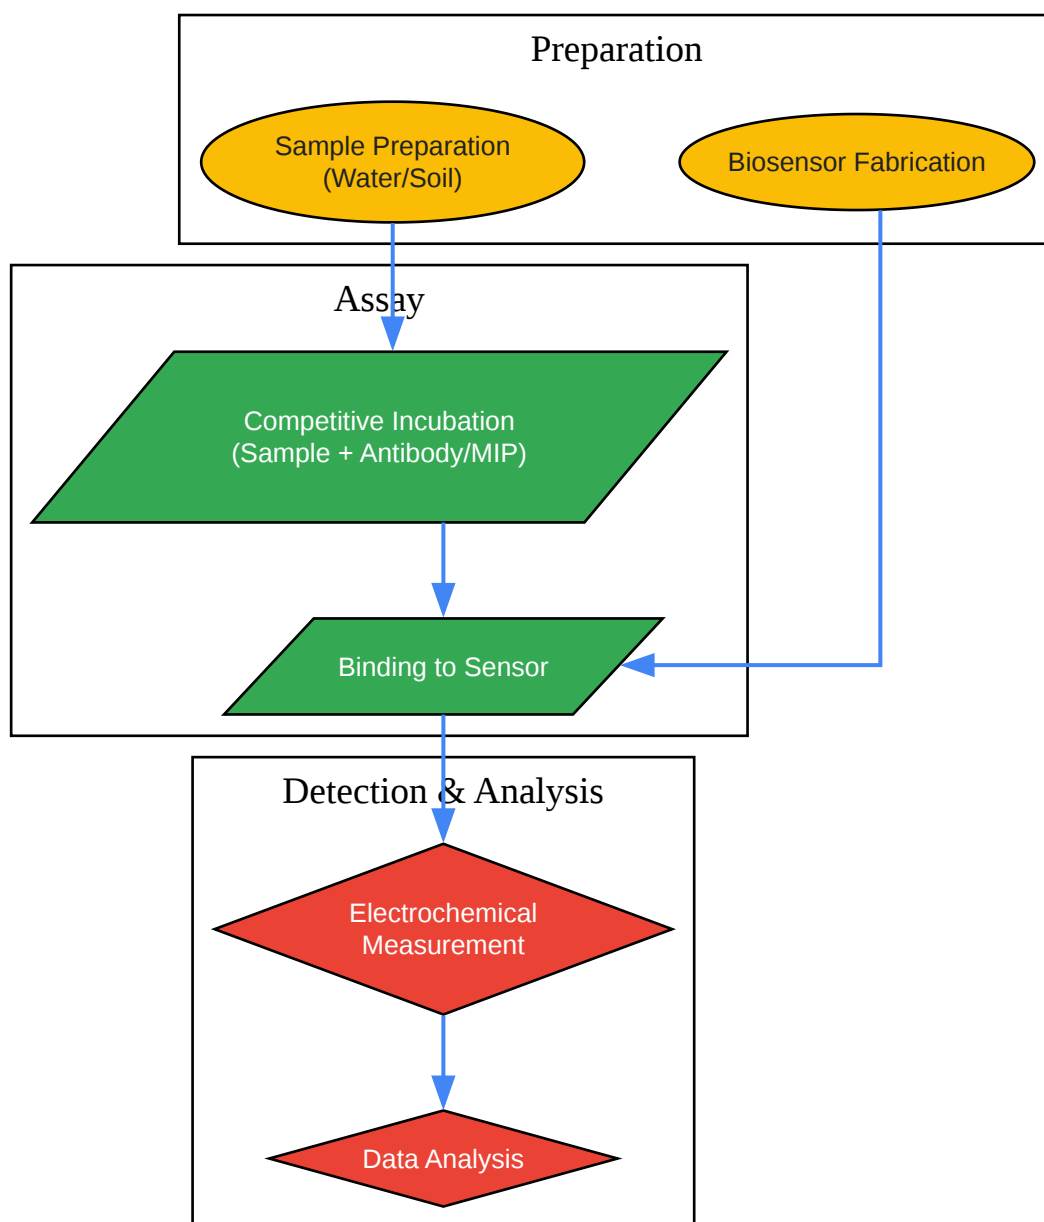 Preparation
Sample Preparation
(Water/Soil)
Biosensor Fabrication
Assay
Competitive Incubation
(Sample + Antibody/MIP)
Binding to Sensor
Detection & Analysis
Electrochemical
Measurement
Data Analysis